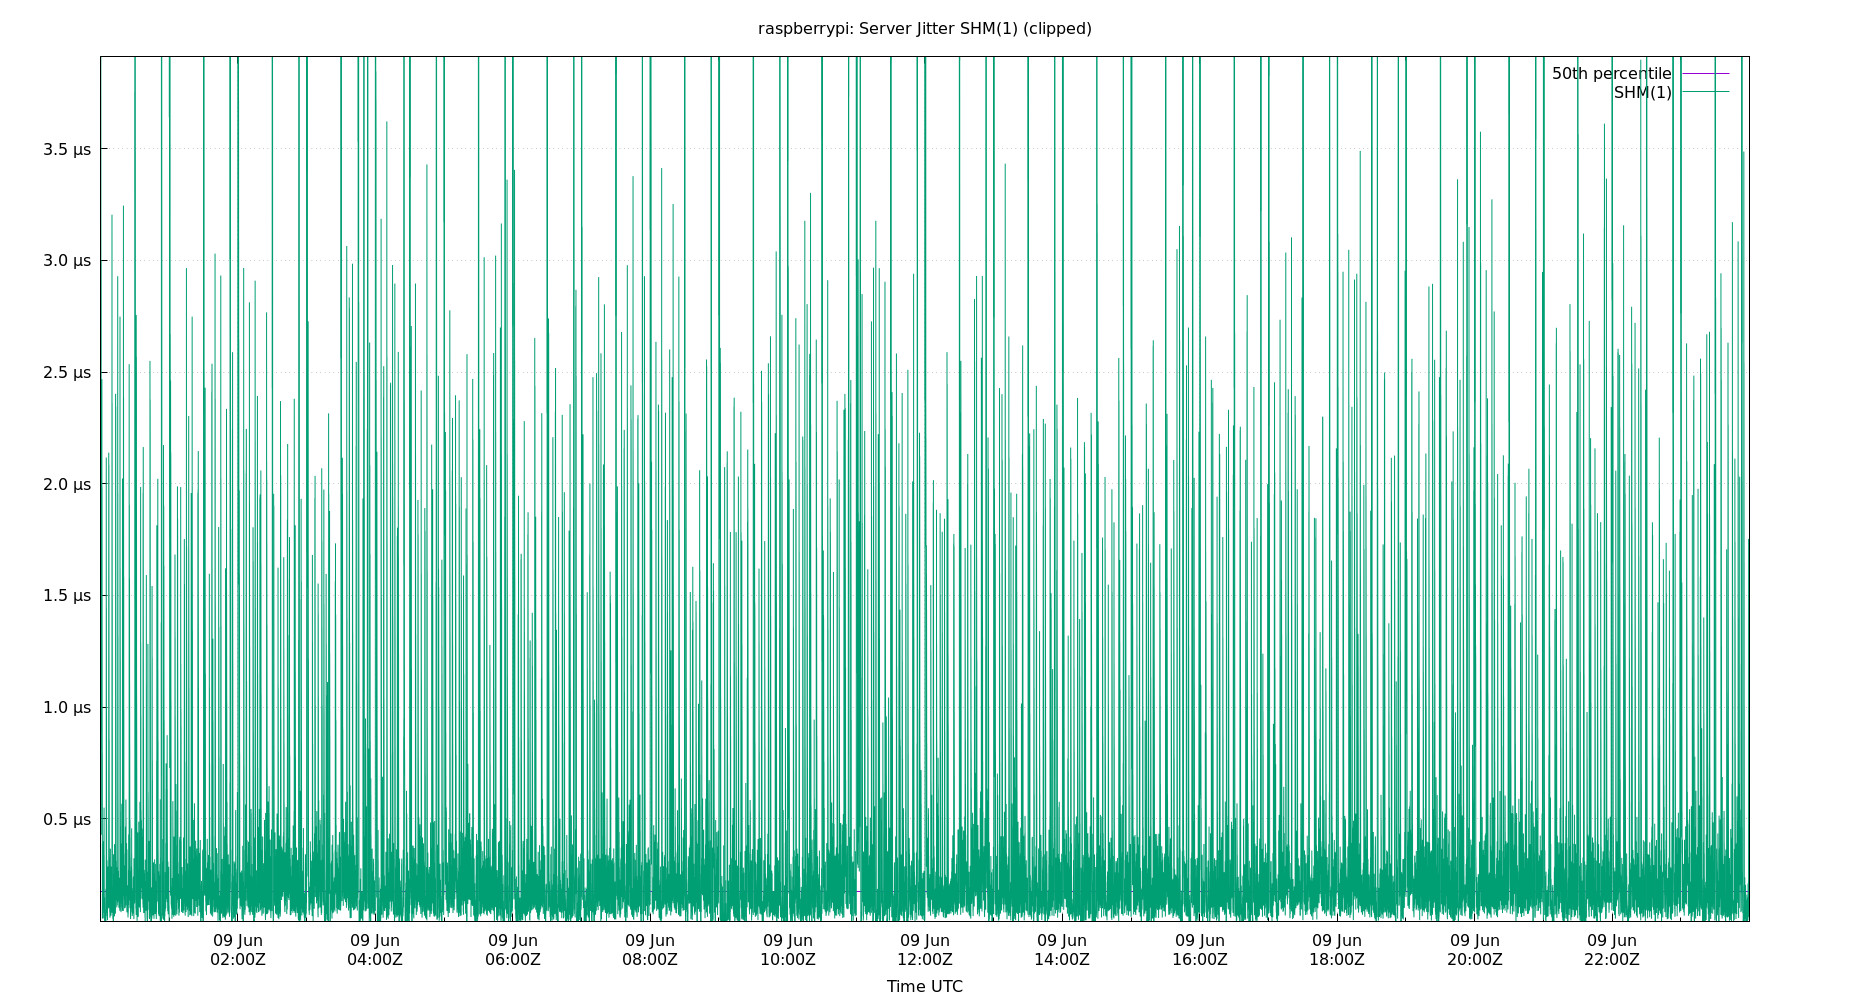 raspberrypi: Server Jitter SHM(1) (clipped)
50th percentile
SHM(1)
3.5 µs
3.0 µs
2.5 µs
2.0 µs
1.5 µs
1.0 µs
0.5 µs
09 Jun 09 Jun 09 Jun 09 Jun 09 Jun 09 Jun 09 Jun 09 Jun 09 Jun 09 Jun 09 Jun
02:00Z 04:00Z 06:00Z 08:00Z 10:00Z 12:00Z 14:00Z 16:00Z 18:00Z 20:00Z 22:00Z
Time UTC